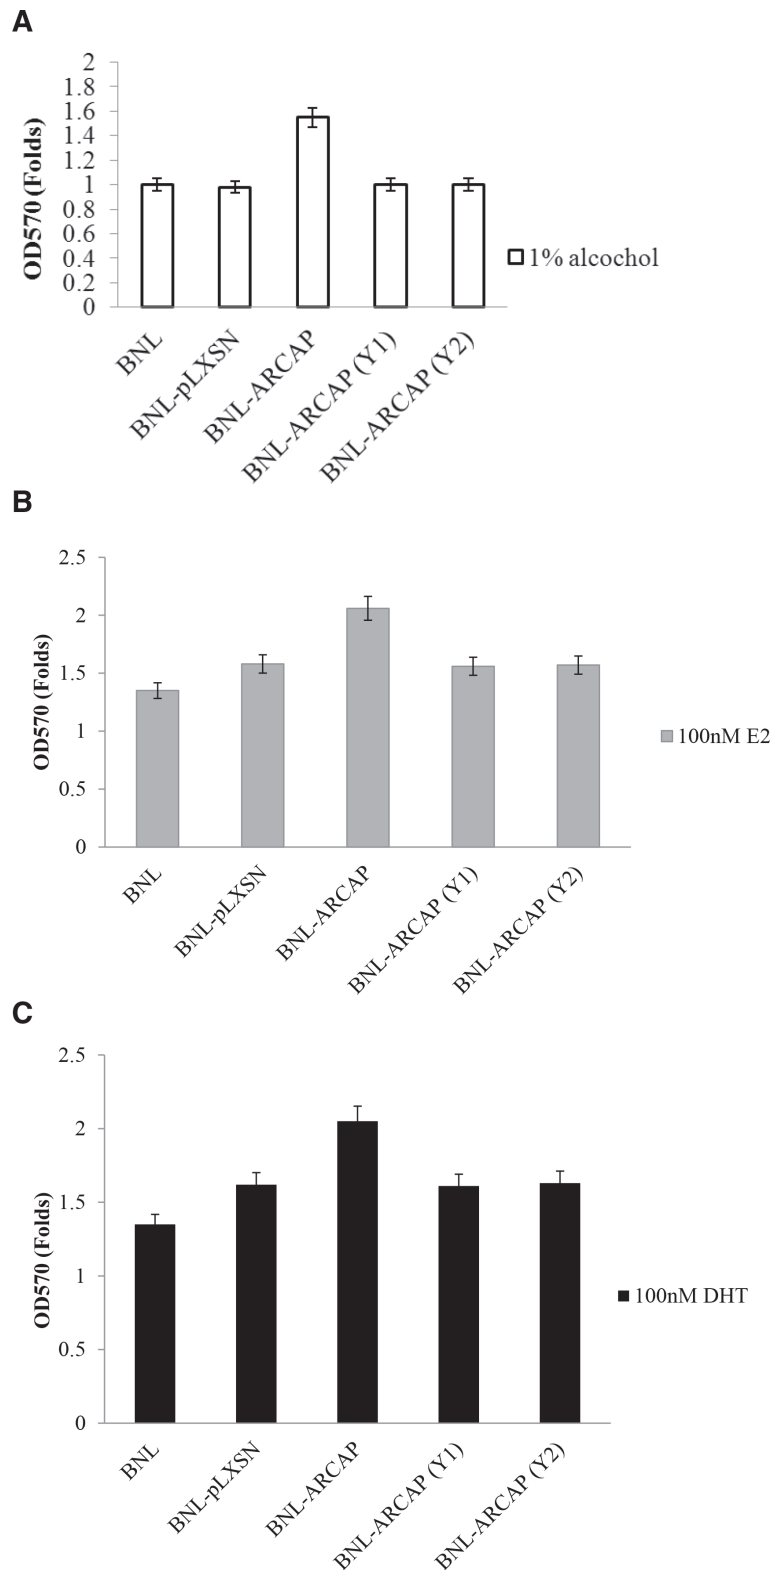 A
OD570 (Folds)
2
1.8
1.6
1.4
1.2
1
0.8
0.6
0.4
0.2
0
BNL
BNL-pLXSN
BNL-ARCAP
BNL-ARCAP (Y1)
BNL-ARCAP (Y2)
1% alcochol
B
OD570 (Folds)
2.5
2
1.5
1
0.5
0
BNL
BNL-pLXSN
BNL-ARCAP
BNL-ARCAP (Y1)
BNL-ARCAP (Y2)
100nM E2
C
OD570 (Folds)
2.5
2
1.5
1
0.5
0
BNL
BNL-pLXSN
BNL-ARCAP
BNL-ARCAP (Y1)
BNL-ARCAP (Y2)
100nM DHT